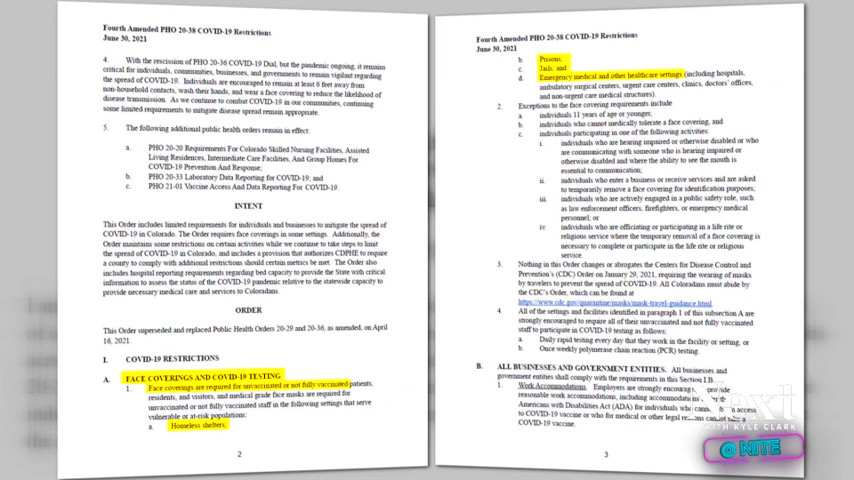 Fourth Amended PHO 20-38 COVID-19 Restrictions
June 30, 2021
4. With the rescission of PHO 20-36 COVID-19 Dial, but the pandemic ongoing, it remains
critical for individuals, communities, businesses, and governments to remain vigilant regarding
the spread of COVID-19. Individuals are encouraged to remain at least 6 feet away from
non-household contacts, wash their hands, and wear a face covering to reduce the likelihood of
disease transmission. As we continue to combat COVID-19 in our communities, continuing
some limited requirements to mitigate disease spread remain appropriate.
5. The following additional public health orders remain in effect:
a. PHO 20-20 Requirements For Colorado Skilled Nursing Facilities, Assisted
Living Residences, Intermediate Care Facilities, And Group Homes For
COVID-19 Prevention And Response;
b. PHO 20-33 Laboratory Data Reporting for COVID-19; and
c. PHO 21-01 Vaccine Access And Data Reporting For COVID-19.
INTENT
This Order includes limited requirements for individuals and businesses to mitigate the spread of
COVID-19 in Colorado. The Order requires face coverings in some settings. Additionally, the
Order maintains some restrictions on certain activities while we continue to take steps to limit
the spread of COVID-19 in Colorado, and includes a provision that authorizes CDPHE to require
a county to comply with additional restrictions should certain metrics be met. The Order also
includes hospital reporting requirements regarding bed capacity to provide the State with critical
information to assess the status of the COVID-19 pandemic relative to the statewide capacity to
provide necessary medical care and services to Coloradans.
ORDER
This Order superseded and replaced Public Health Orders 20-29 and 20-36, as amended, on April
16, 2021.
I. COVID-19 RESTRICTIONS
A. FACE COVERINGS AND COVID-19 TESTING
1. Face coverings are required for unvaccinated or not fully vaccinated patients,
residents, and visitors, and medical grade face masks are required for
unvaccinated or not fully vaccinated staff in the following settings that serve
vulnerable or at-risk populations:
a. Homeless shelters;
2
Fourth Amended PHO 20-38 COVID-19 Restrictions
June 30, 2021
b. Prisons;
c. Jails; and
d. Emergency medical and other healthcare settings (including hospitals,
ambulatory surgical centers, urgent care centers, clinics, doctors' offices,
and non-urgent care medical structures).
2. Exceptions to the face covering requirements include
a. individuals 11 years of age or younger,
b. individuals who cannot medically tolerate a face covering, and
c. individuals participating in one of the following activities:
i. individuals who are hearing impaired or otherwise disabled or who
are communicating with someone who is hearing impaired or
otherwise disabled and where the ability to see the mouth is
essential to communication;
ii. individuals who enter a business or receive services and are asked
to temporarily remove a face covering for identification purposes;
iii. individuals who are actively engaged in a public safety role, such
as law enforcement officers, firefighters, or emergency medical
personnel; or
iv. individuals who are officiating or participating in a life rite or
religious service where the temporary removal of a face covering is
necessary to complete or participate in the life rite or religious
service.
3. Nothing in this Order changes or abrogates the Centers for Disease Control and
Prevention's (CDC) Order on January 29, 2021, requiring the wearing of masks
by travelers to prevent the spread of COVID-19. All Coloradans must abide by
the CDC's Order, which can be found at
https://www.cdc.gov/quarantine/masks/mask-travel-guidance.html.
4. All of the settings and facilities identified in paragraph 1 of this subsection A are
strongly encouraged to require all of their unvaccinated and not fully vaccinated
staff to participate in COVID-19 testing as follows:
a. Daily rapid testing every day that they work in the facility or setting, or
b. Once weekly polymerase chain reaction (PCR) testing.
B. ALL BUSINESSES AND GOVERNMENT ENTITIES. All businesses and
government entities shall comply with the requirements in this Section I.B.
1. Work Accommodations. Employers are strongly encouraged to provide
reasonable work accommodations, including accommodations
Americans with Disabilities Act (ADA) for individuals who cannot access
to COVID-19 vaccine or who for medical or other legal reasons cannot
COVID-19 vaccine.
3
Next
WITH KYLE CLARK
@ NITE